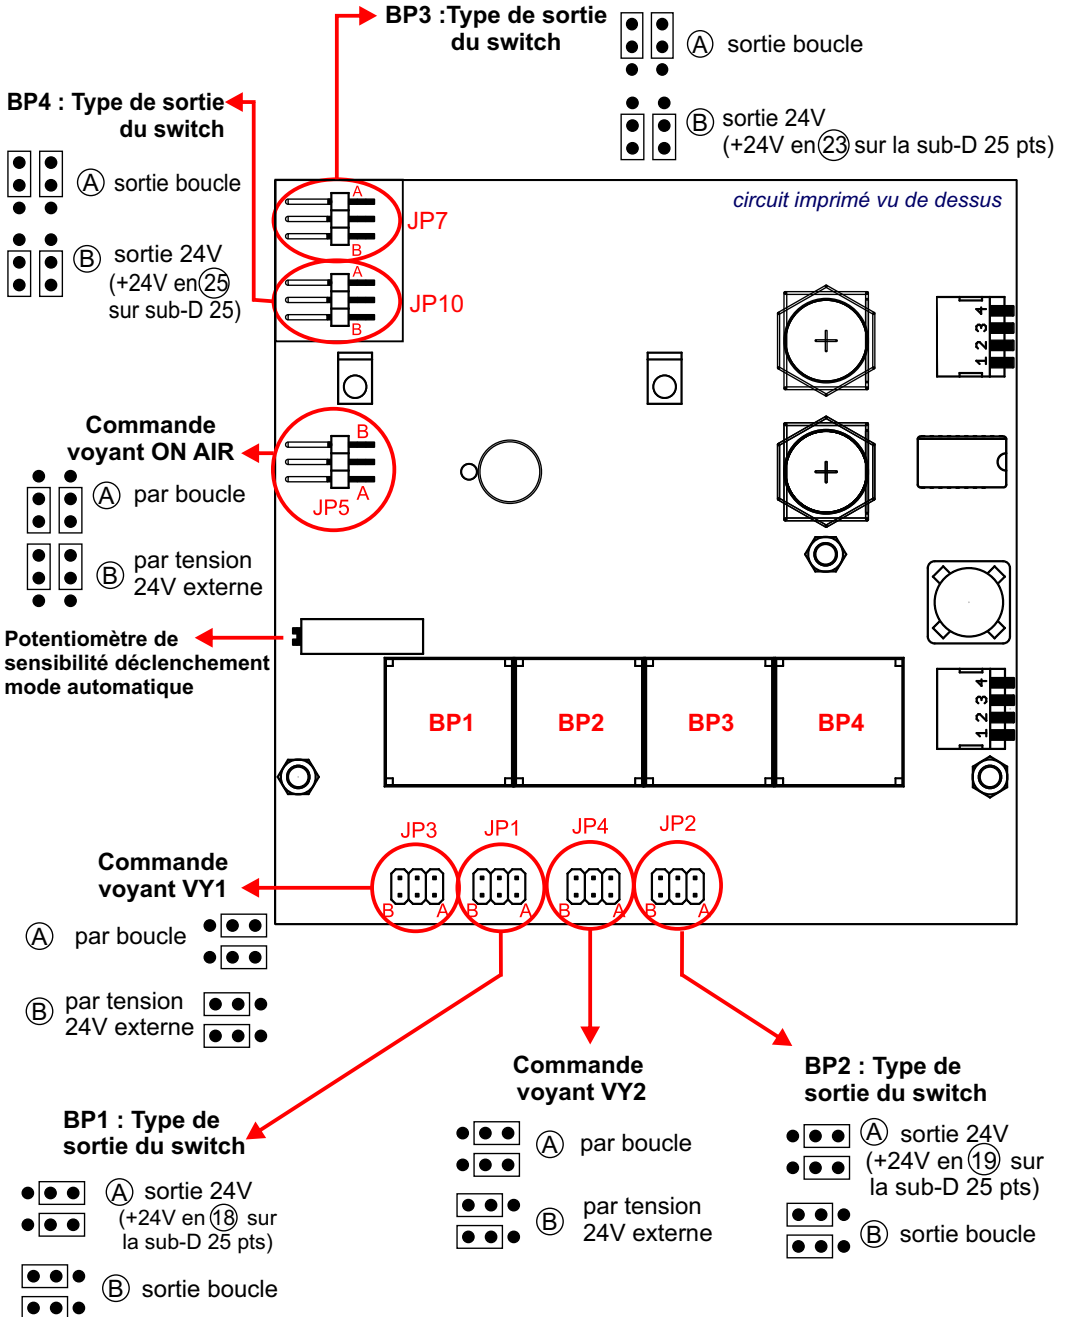 BP3 :Type de sortie
du switch
A sortie boucle
B sortie 24V
(+24V en 23 sur la sub-D 25 pts)
BP4 : Type de sortie
du switch
A sortie boucle
B sortie 24V
(+24V en 25
sur sub-D 25)
circuit imprimé vu de dessus
A
JP7
B
A
JP10
B
1 2 3 4
Commande
voyant ON AIR
A par boucle
B par tension
24V externe
B
A
JP5
Potentiomètre de
sensibilité déclenchement
mode automatique
BP1 BP2 BP3 BP4
1 2 3 4
JP3 JP1 JP4 JP2
B A B A B A B A
Commande
voyant VY1
A par boucle
B par tension
24V externe
BP1 : Type de
sortie du switch
A sortie 24V
(+24V en 18 sur
la sub-D 25 pts)
B sortie boucle
Commande
voyant VY2
A par boucle
B par tension
24V externe
BP2 : Type de
sortie du switch
A sortie 24V
(+24V en 19 sur
la sub-D 25 pts)
B sortie boucle